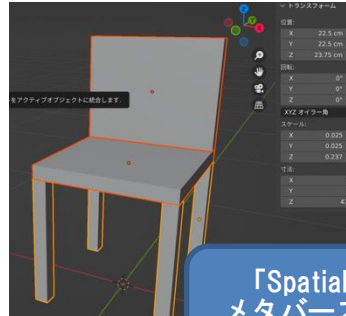 トランスフォーム
位置:
X 22.5 cm
Y 22.5 cm
Z 23.75 cm
回転:
X 0°
をアクティブオブジェクトに統合します.
Y 0°
Z 0°
XYZ オイラー角
スケール:
X 0.025
Y 0.025
Z 0.237
寸法:
X
Y
Z
Z
Y
X
「Spatial
メタバース